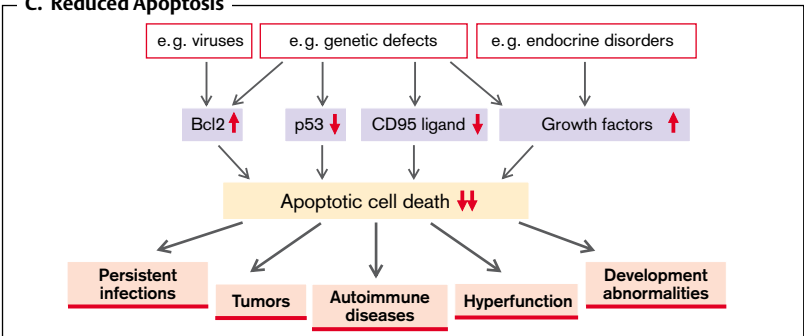 C. Reduced Apoptosis
e.g. viruses
e.g. genetic defects
e.g. endocrine disorders
Bcl2
p53
CD95 ligand
Growth factors
Apoptotic cell death
Persistent
infections
Tumors
Autoimmune
diseases
Hyperfunction
Development
abnormalities